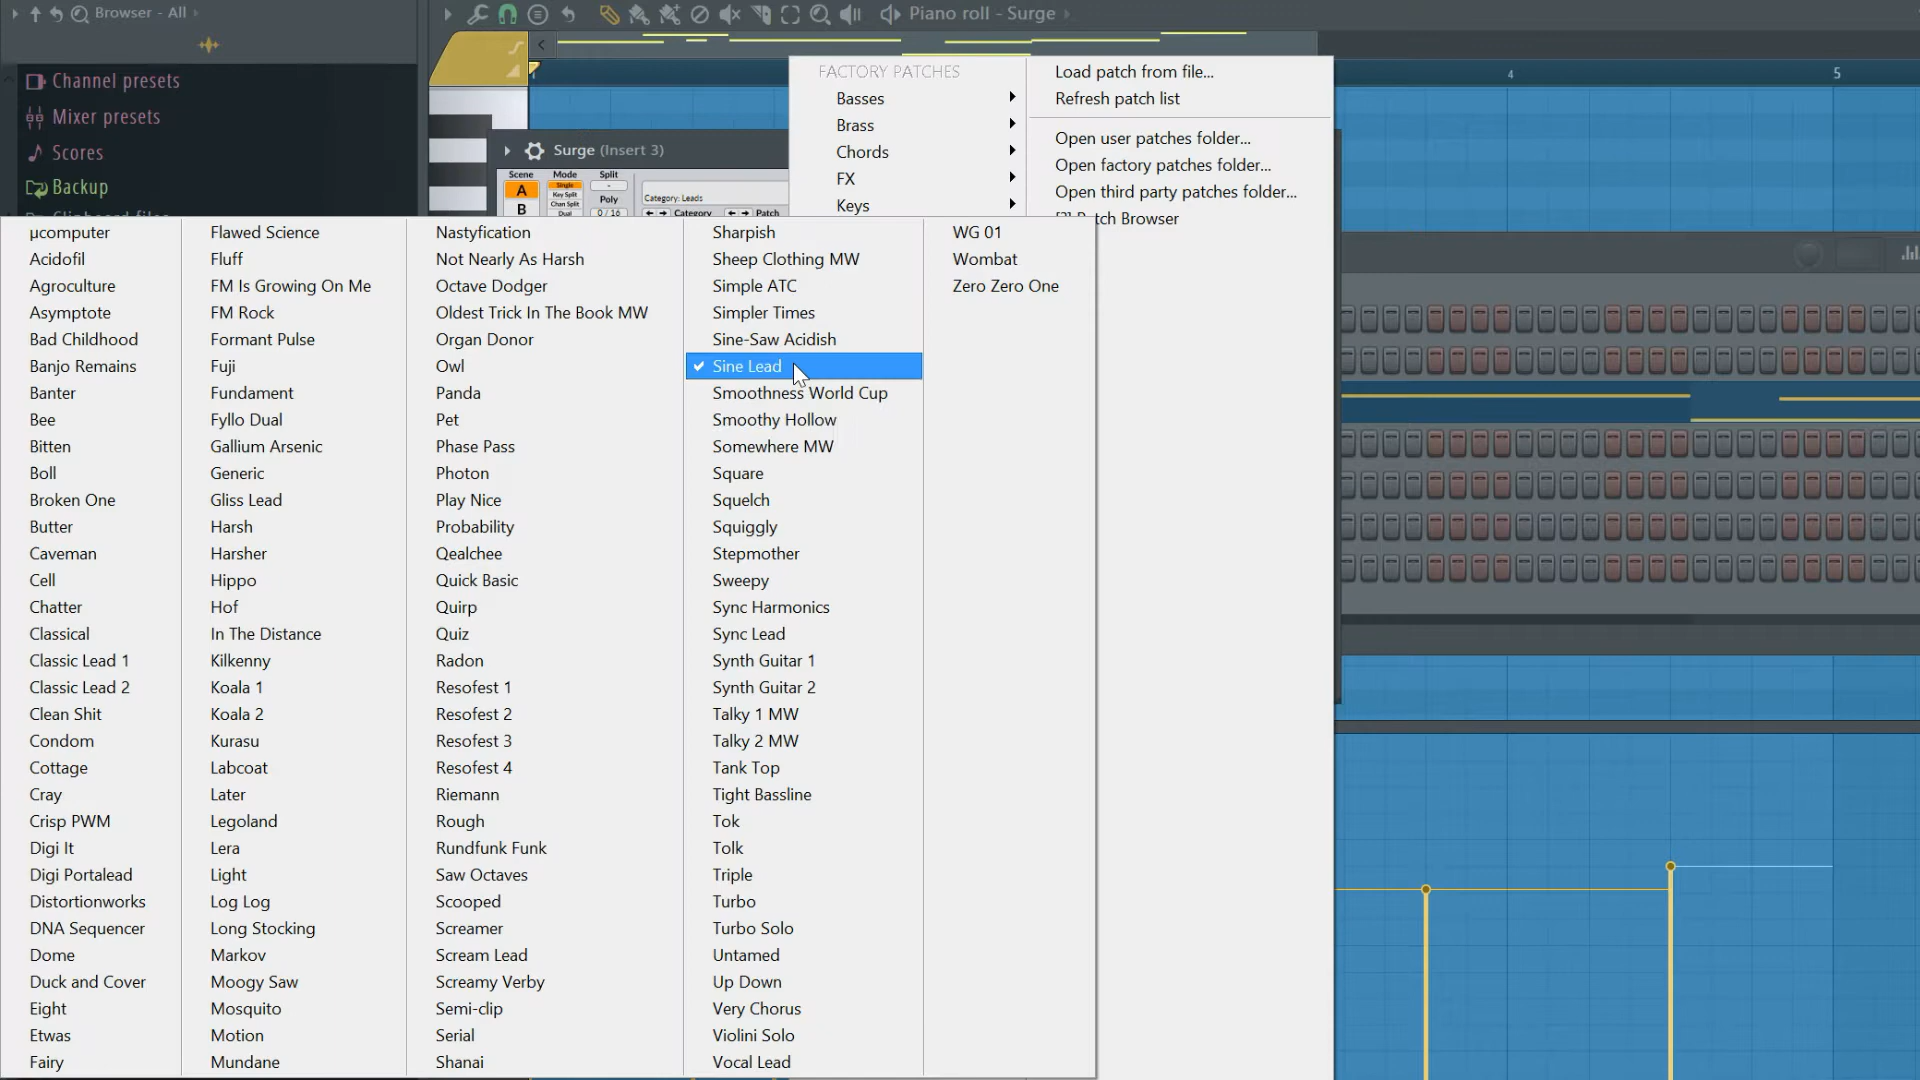 Browser - All
Piano roll - Surge
Channel presets
Mixer presets
Scores
Backup
4
5
Surge (Insert 3)
Scene
Mode
Split
A
B
Single
Key Split
Chan Split
Dual
-
Poly
0 / 16
Category: Leads
Category
Patch
FACTORY PATCHES
Basses
Brass
Chords
FX
Keys
Load patch from file...
Refresh patch list
Open user patches folder...
Open factory patches folder...
Open third party patches folder...
Browser
µcomputer
Acidofil
Agroculture
Asymptote
Bad Childhood
Banjo Remains
Banter
Bee
Bitten
Boll
Broken One
Butter
Caveman
Cell
Chatter
Classical
Classic Lead 1
Classic Lead 2
Clean Shit
Condom
Cottage
Cray
Crisp PWM
Digi It
Digi Portalead
Distortionworks
DNA Sequencer
Dome
Duck and Cover
Eight
Etwas
Fairy
Flawed Science
Fluff
FM Is Growing On Me
FM Rock
Formant Pulse
Fuji
Fundament
Fyllo Dual
Gallium Arsenic
Generic
Gliss Lead
Harsh
Harsher
Hippo
Hof
In The Distance
Kilkenny
Koala 1
Koala 2
Kurasu
Labcoat
Later
Legoland
Lera
Light
Log Log
Long Stocking
Markov
Moogy Saw
Mosquito
Motion
Mundane
Nastyfication
Not Nearly As Harsh
Octave Dodger
Oldest Trick In The Book MW
Organ Donor
Owl
Panda
Pet
Phase Pass
Photon
Play Nice
Probability
Qealchee
Quick Basic
Quirp
Quiz
Radon
Resofest 1
Resofest 2
Resofest 3
Resofest 4
Riemann
Rough
Rundfunk Funk
Saw Octaves
Scooped
Screamer
Scream Lead
Screamy Verby
Semi-clip
Serial
Shanai
Sharpish
Sheep Clothing MW
Simple ATC
Simpler Times
Sine-Saw Acidish
Sine Lead
Smoothness World Cup
Smoothy Hollow
Somewhere MW
Square
Squelch
Squiggly
Stepmother
Sweepy
Sync Harmonics
Sync Lead
Synth Guitar 1
Synth Guitar 2
Talky 1 MW
Talky 2 MW
Tank Top
Tight Bassline
Tok
Tolk
Triple
Turbo
Turbo Solo
Untamed
Up Down
Very Chorus
Violini Solo
Vocal Lead
WG 01
Wombat
Zero Zero One